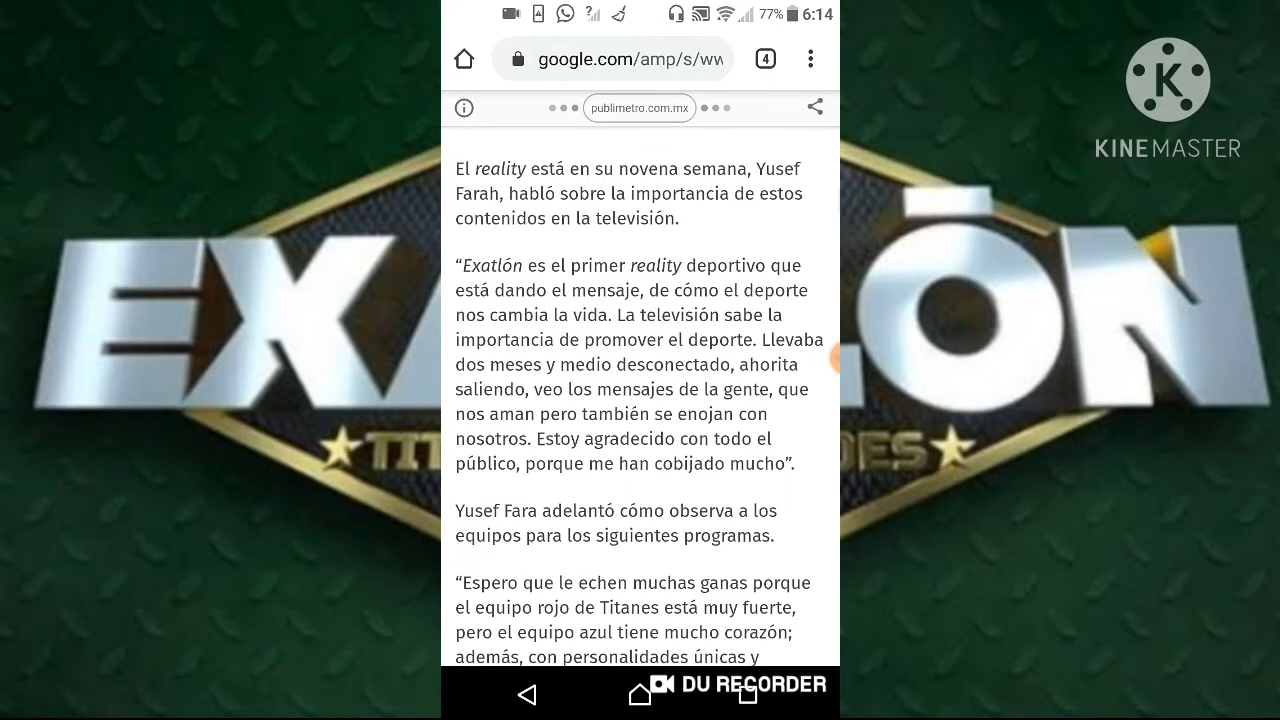 77% 6:14
google.com/amp/s/ww
4
publimetro.com.mx
K
KINEMASTER
El reality está en su novena semana, Yusef
Farah, habló sobre la importancia de estos
contenidos en la televisión.
“Exatlón es el primer reality deportivo que
está dando el mensaje, de cómo el deporte
nos cambia la vida. La televisión sabe la
importancia de promover el deporte. Llevaba
dos meses y medio desconectado, ahorita
saliendo, veo los mensajes de la gente, que
nos aman pero también se enojan con
nosotros. Estoy agradecido con todo el
público, porque me han cobijado mucho”.
Yusef Fara adelantó cómo observa a los
equipos para los siguientes programas.
“Espero que le echen muchas ganas porque
el equipo rojo de Titanes está muy fuerte,
pero el equipo azul tiene mucho corazón;
además, con personalidades únicas y
DU RECORDER
EX ŌN